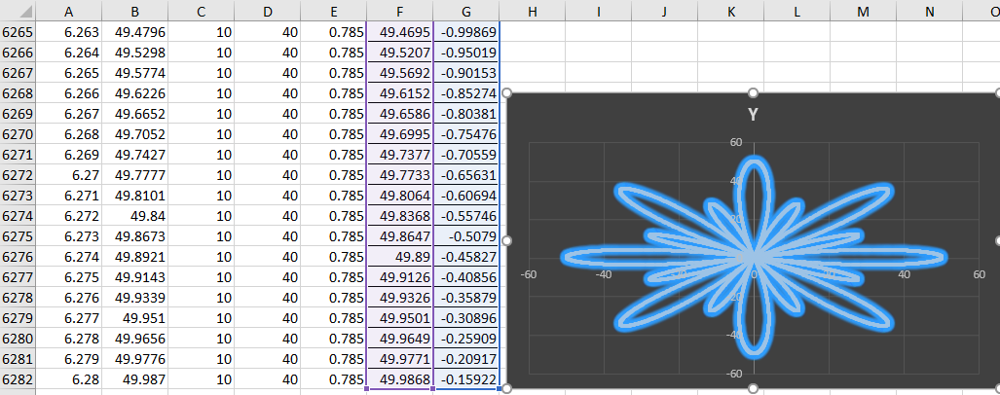 A B C D E F G H I J K L M N O
6265 6.263 49.4796 10 40 0.785 49.4695 -0.99869
6266 6.264 49.5298 10 40 0.785 49.5207 -0.95019
6267 6.265 49.5774 10 40 0.785 49.5692 -0.90153
6268 6.266 49.6226 10 40 0.785 49.6152 -0.85274
6269 6.267 49.6652 10 40 0.785 49.6586 -0.80381
6270 6.268 49.7052 10 40 0.785 49.6995 -0.75476
6271 6.269 49.7427 10 40 0.785 49.7377 -0.70559
6272 6.27 49.7777 10 40 0.785 49.7733 -0.65631
6273 6.271 49.8101 10 40 0.785 49.8064 -0.60694
6274 6.272 49.84 10 40 0.785 49.8368 -0.55746
6275 6.273 49.8673 10 40 0.785 49.8647 -0.5079
6276 6.274 49.8921 10 40 0.785 49.89 -0.45827
6277 6.275 49.9143 10 40 0.785 49.9126 -0.40856
6278 6.276 49.9339 10 40 0.785 49.9326 -0.35879
6279 6.277 49.951 10 40 0.785 49.9501 -0.30896
6280 6.278 49.9656 10 40 0.785 49.9649 -0.25909
6281 6.279 49.9776 10 40 0.785 49.9771 -0.20917
6282 6.28 49.987 10 40 0.785 49.9868 -0.15922
Y
60
40
20
-60 -40 0 40 60
-40
-60